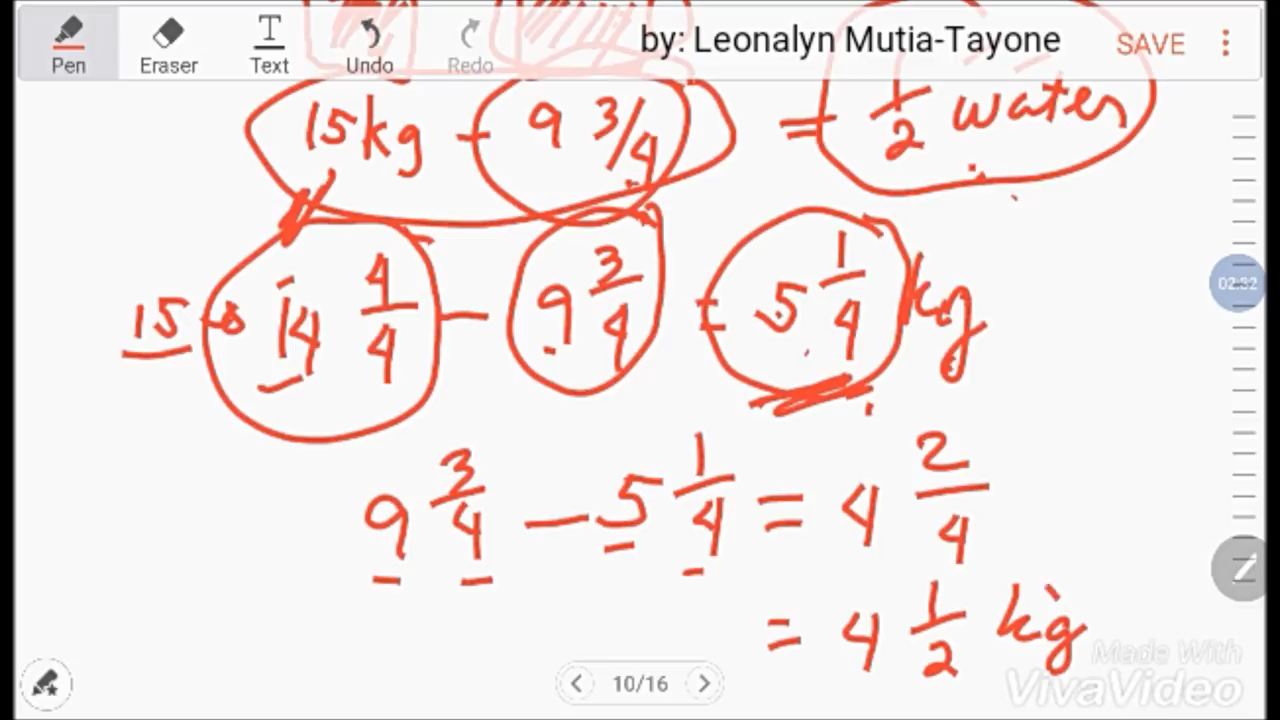 by: Leonalyn Mutia-Tayone
SAVE
Pen Eraser Text Undo Redo
15kg - 9 3/4 = 1/2 water
02:32
15 → 14 4/4 - 9 3/4 = 5 1/4 kg
9 3/4 - 5 1/4 = 4 2/4
= 4 1/2 kg
10/16
Made With
VivaVideo